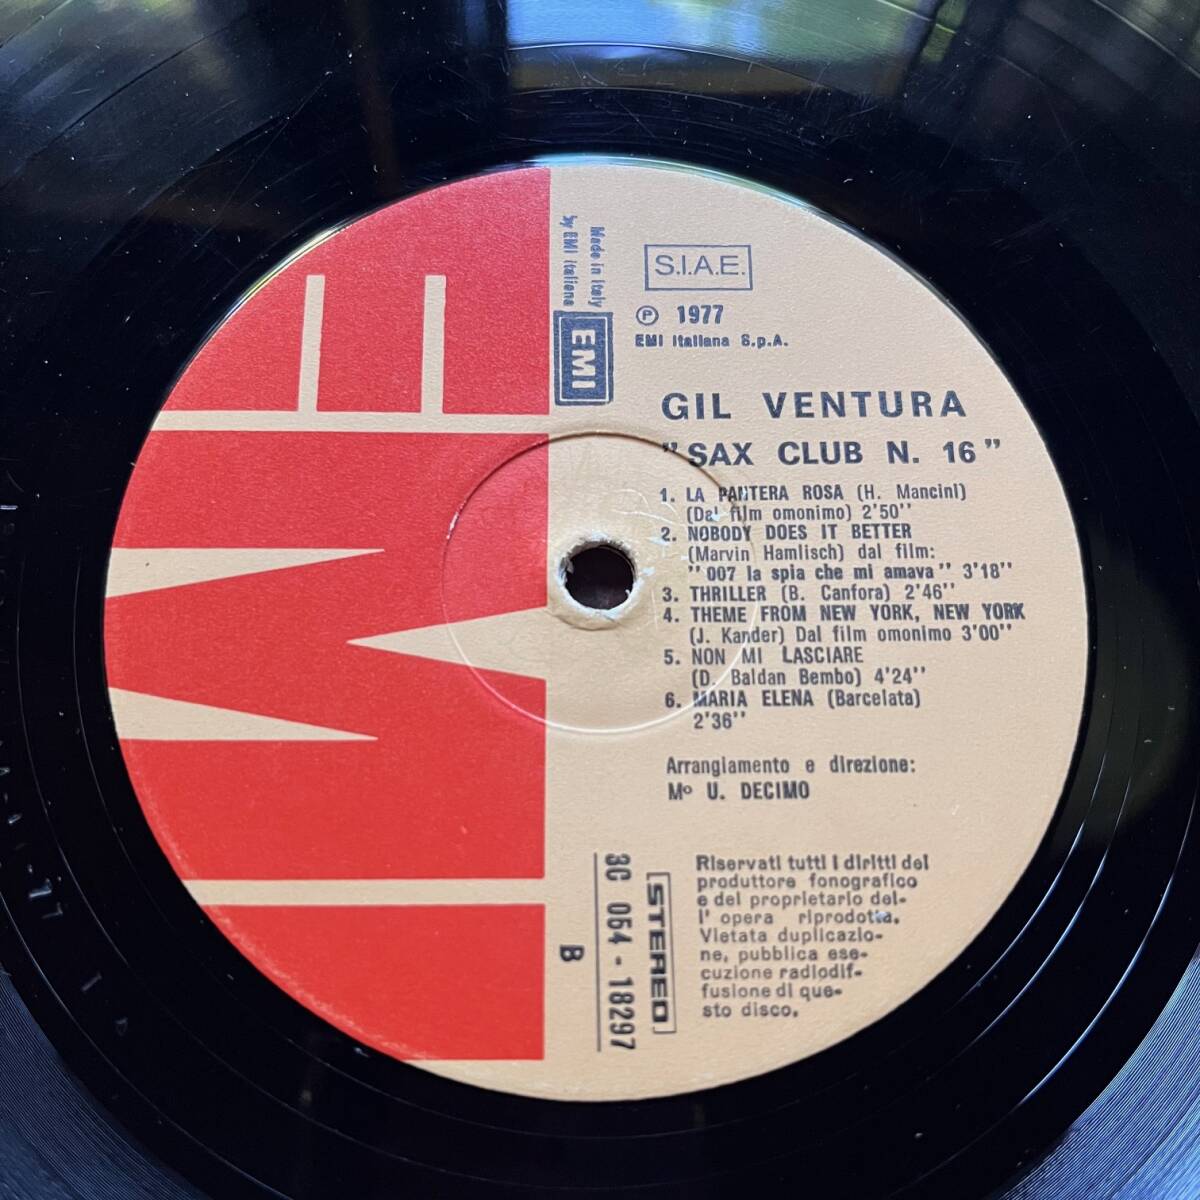 Made in Italy
by EMI Italiana
EMI
S.I.A.E.
℗ 1977
EMI Italiana S.p.A.
GIL VENTURA
"SAX CLUB N. 16"
1. LA PANTERA ROSA (H. Mancini)
(Dal film omonimo) 2'50''
2. NOBODY DOES IT BETTER
(Marvin Hamlisch) dal film:
"007 la spia che mi amava" 3'18''
3. THRILLER (B. Canfora) 2'46''
4. THEME FROM NEW YORK, NEW YORK
(J. Kander) Dal film omonimo 3'00''
5. NON MI LASCIARE
(D. Baldan Bembo) 4'24''
6. MARIA ELENA (Barcelata)
2'36''
Arrangiamento e direzione:
Mº U. DECIMO
Riservati tutti i diritti del
produttore fonografico
e del proprietario del-
l' opera riprodotta.
Vietata duplicazio-
ne, pubblica ese-
cuzione radiodif-
fusione di que-
sto disco.
STEREO
3C 054 - 18297
B
EMI